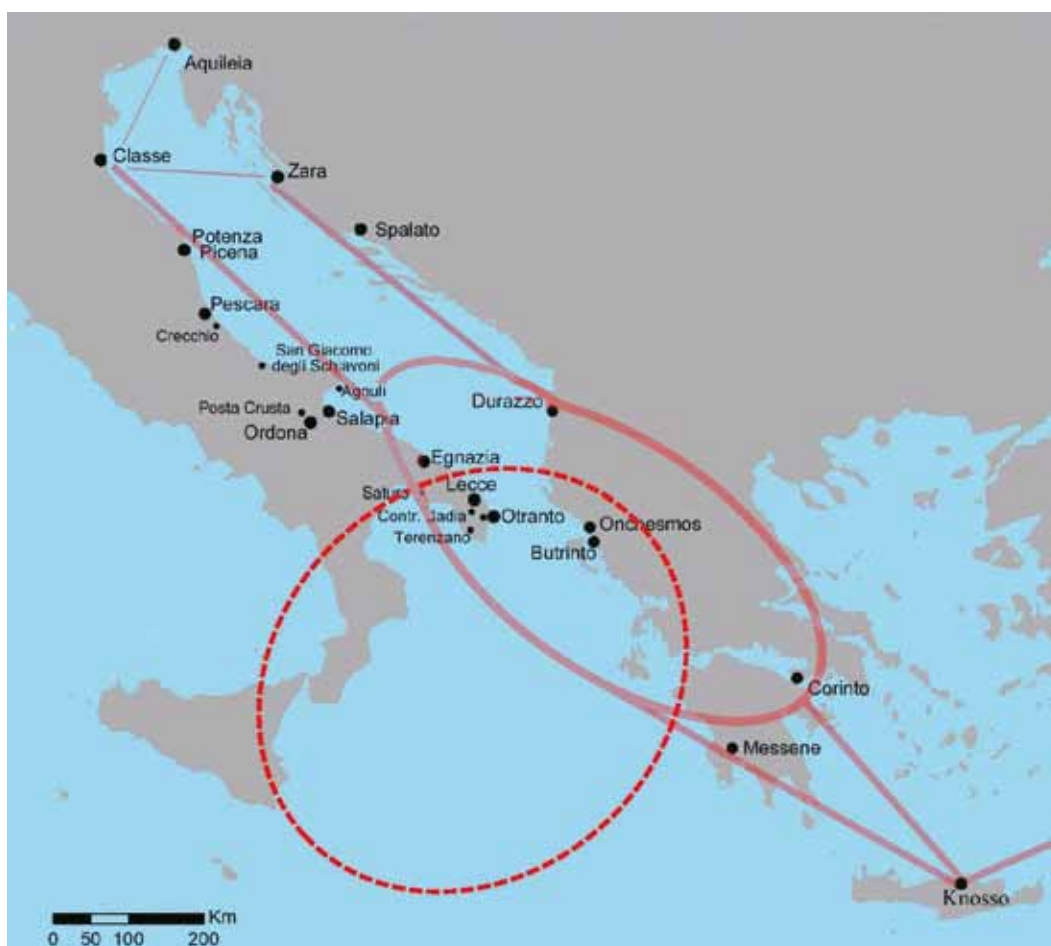 Aquileia
Classe
Zara
Spalato
Potenza
Picena
Pescara
Crecchio
San Giacomo
degli Schiavoni
Agnuli
Posta Crusta
Salapia
Ordona
Durazzo
Egnazia
Saturo
Lecce
Contr. Jadia
Otranto
Terenzano
Onchesmos
Butrinto
Corinto
Messene
Knosso
Km
0 50 100 200